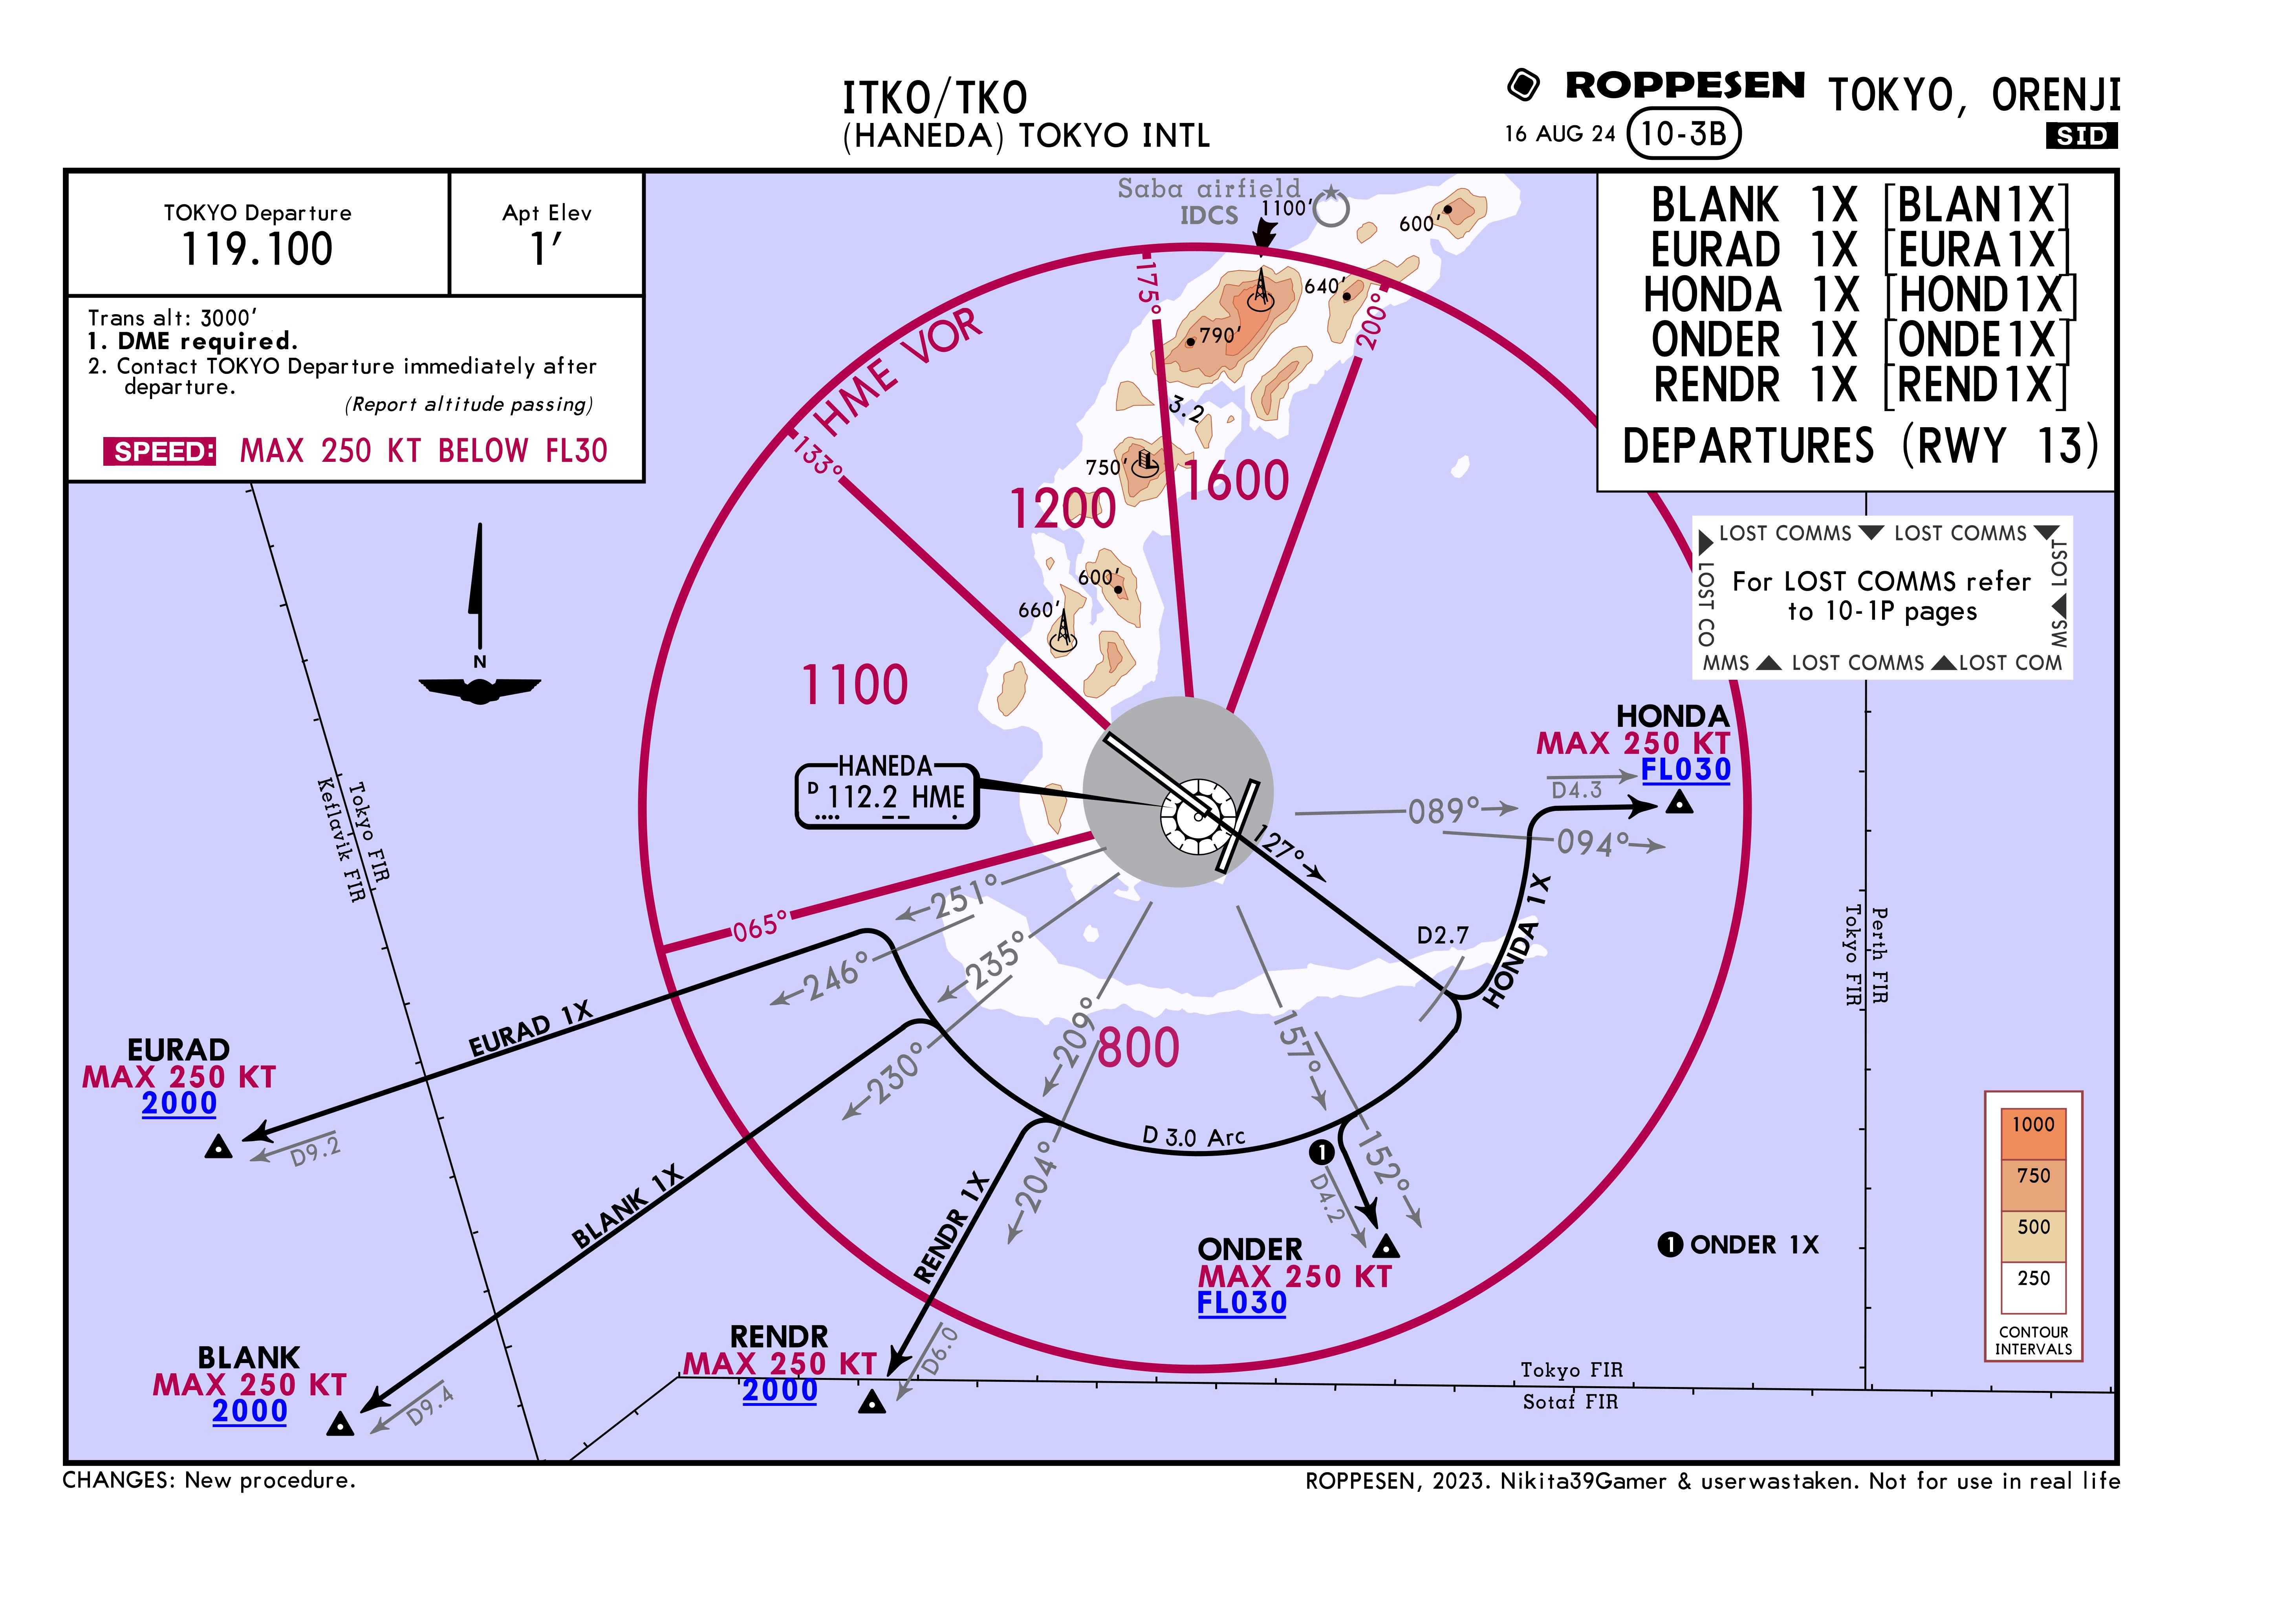 ITKO/TKO
(HANEDA) TOKYO INTL
ROPPESEN
TOKYO, ORENJI
16 AUG 24
10-3B
SID
TOKYO Departure
119.100
Apt Elev
1'
Trans alt: 3000'
1. DME required.
2. Contact TOKYO Departure immediately after
departure.
(Report altitude passing)
SPEED: MAX 250 KT BELOW FL30
BLANK 1X [BLAN1X]
EURAD 1X [EURA1X]
HONDA 1X [HOND1X]
ONDER 1X [ONDE1X]
RENDR 1X [REND1X]
DEPARTURES (RWY 13)
Saba airfield
IDCS
1100'
600'
640'
790'
3.2
750'
600'
660'
HME VOR
175°
200°
133°
065°
1200
1600
1100
800
LOST COMMS LOST COMMS
LOST
LOST CO
For LOST COMMS refer
to 10-1P pages
MS
MMS LOST COMMS LOST COM
N
Tokyo FIR
Keflavik FIR
HANEDA
D 112.2 HME
127°
089°
094°
HONDA
MAX 250 KT
FL030
D4.3
HONDA 1X
D2.7
Perth FIR
Tokyo FIR
251°
246°
235°
230°
209°
204°
157°
152°
D 3.0 Arc
EURAD 1X
EURAD
MAX 250 KT
2000
D9.2
BLANK 1X
BLANK
MAX 250 KT
2000
D9.4
RENDR 1X
RENDR
MAX 250 KT
2000
D6.0
1
D4.2
ONDER
MAX 250 KT
FL030
1 ONDER 1X
Tokyo FIR
Sotaf FIR
1000
750
500
250
CONTOUR
INTERVALS
CHANGES: New procedure.
ROPPESEN, 2023. Nikita39Gamer & userwastaken. Not for use in real life